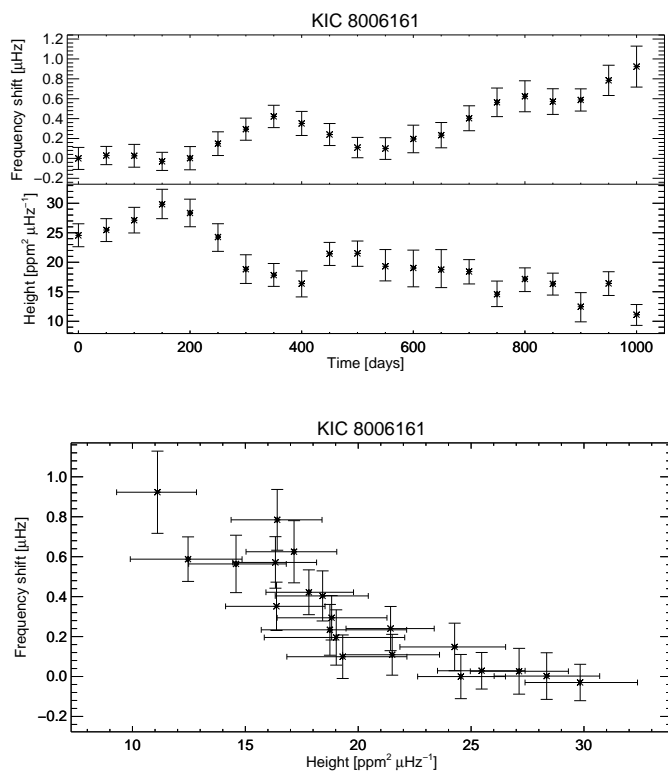 KIC 8006161
Frequency shift [μHz]
1.2
1.0
0.8
0.6
0.4
0.2
0.0
−0.2
Height [ppm² μHz⁻¹]
30
25
20
15
10
0 200 400 600 800 1000
Time [days]
KIC 8006161
Frequency shift [μHz]
1.0
0.8
0.6
0.4
0.2
0.0
−0.2
10 15 20 25 30
Height [ppm² μHz⁻¹]